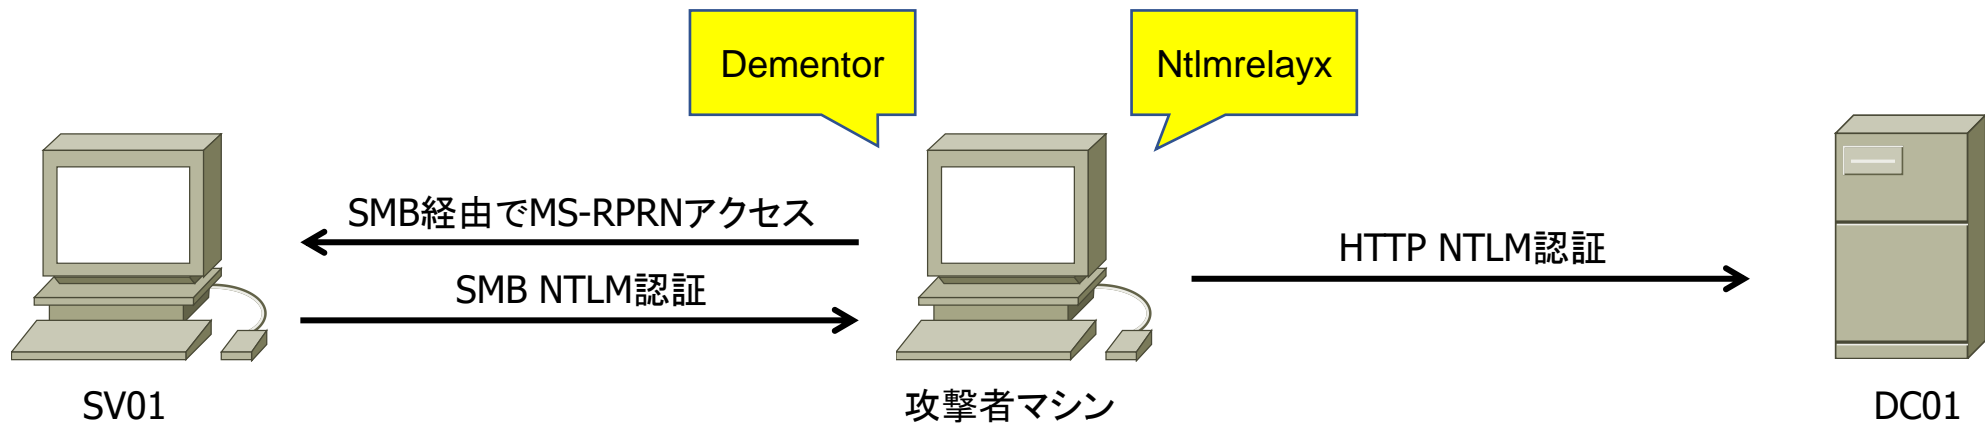 Dementor
Ntlmrelayx
SMB経由でMS-RPRNアクセス
HTTP NTLM認証
SMB NTLM認証
SV01
攻撃者マシン
DC01